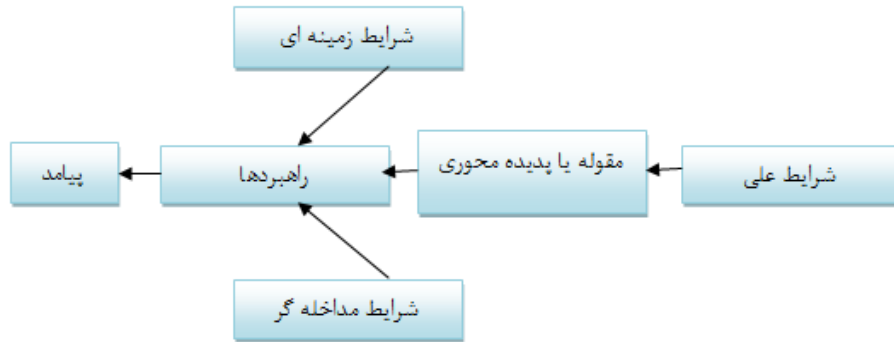 شرایط زمینه ای
شرایط علی
مقوله یا پدیده محوری
راهبردها
پیامد
شرایط مداخله گر